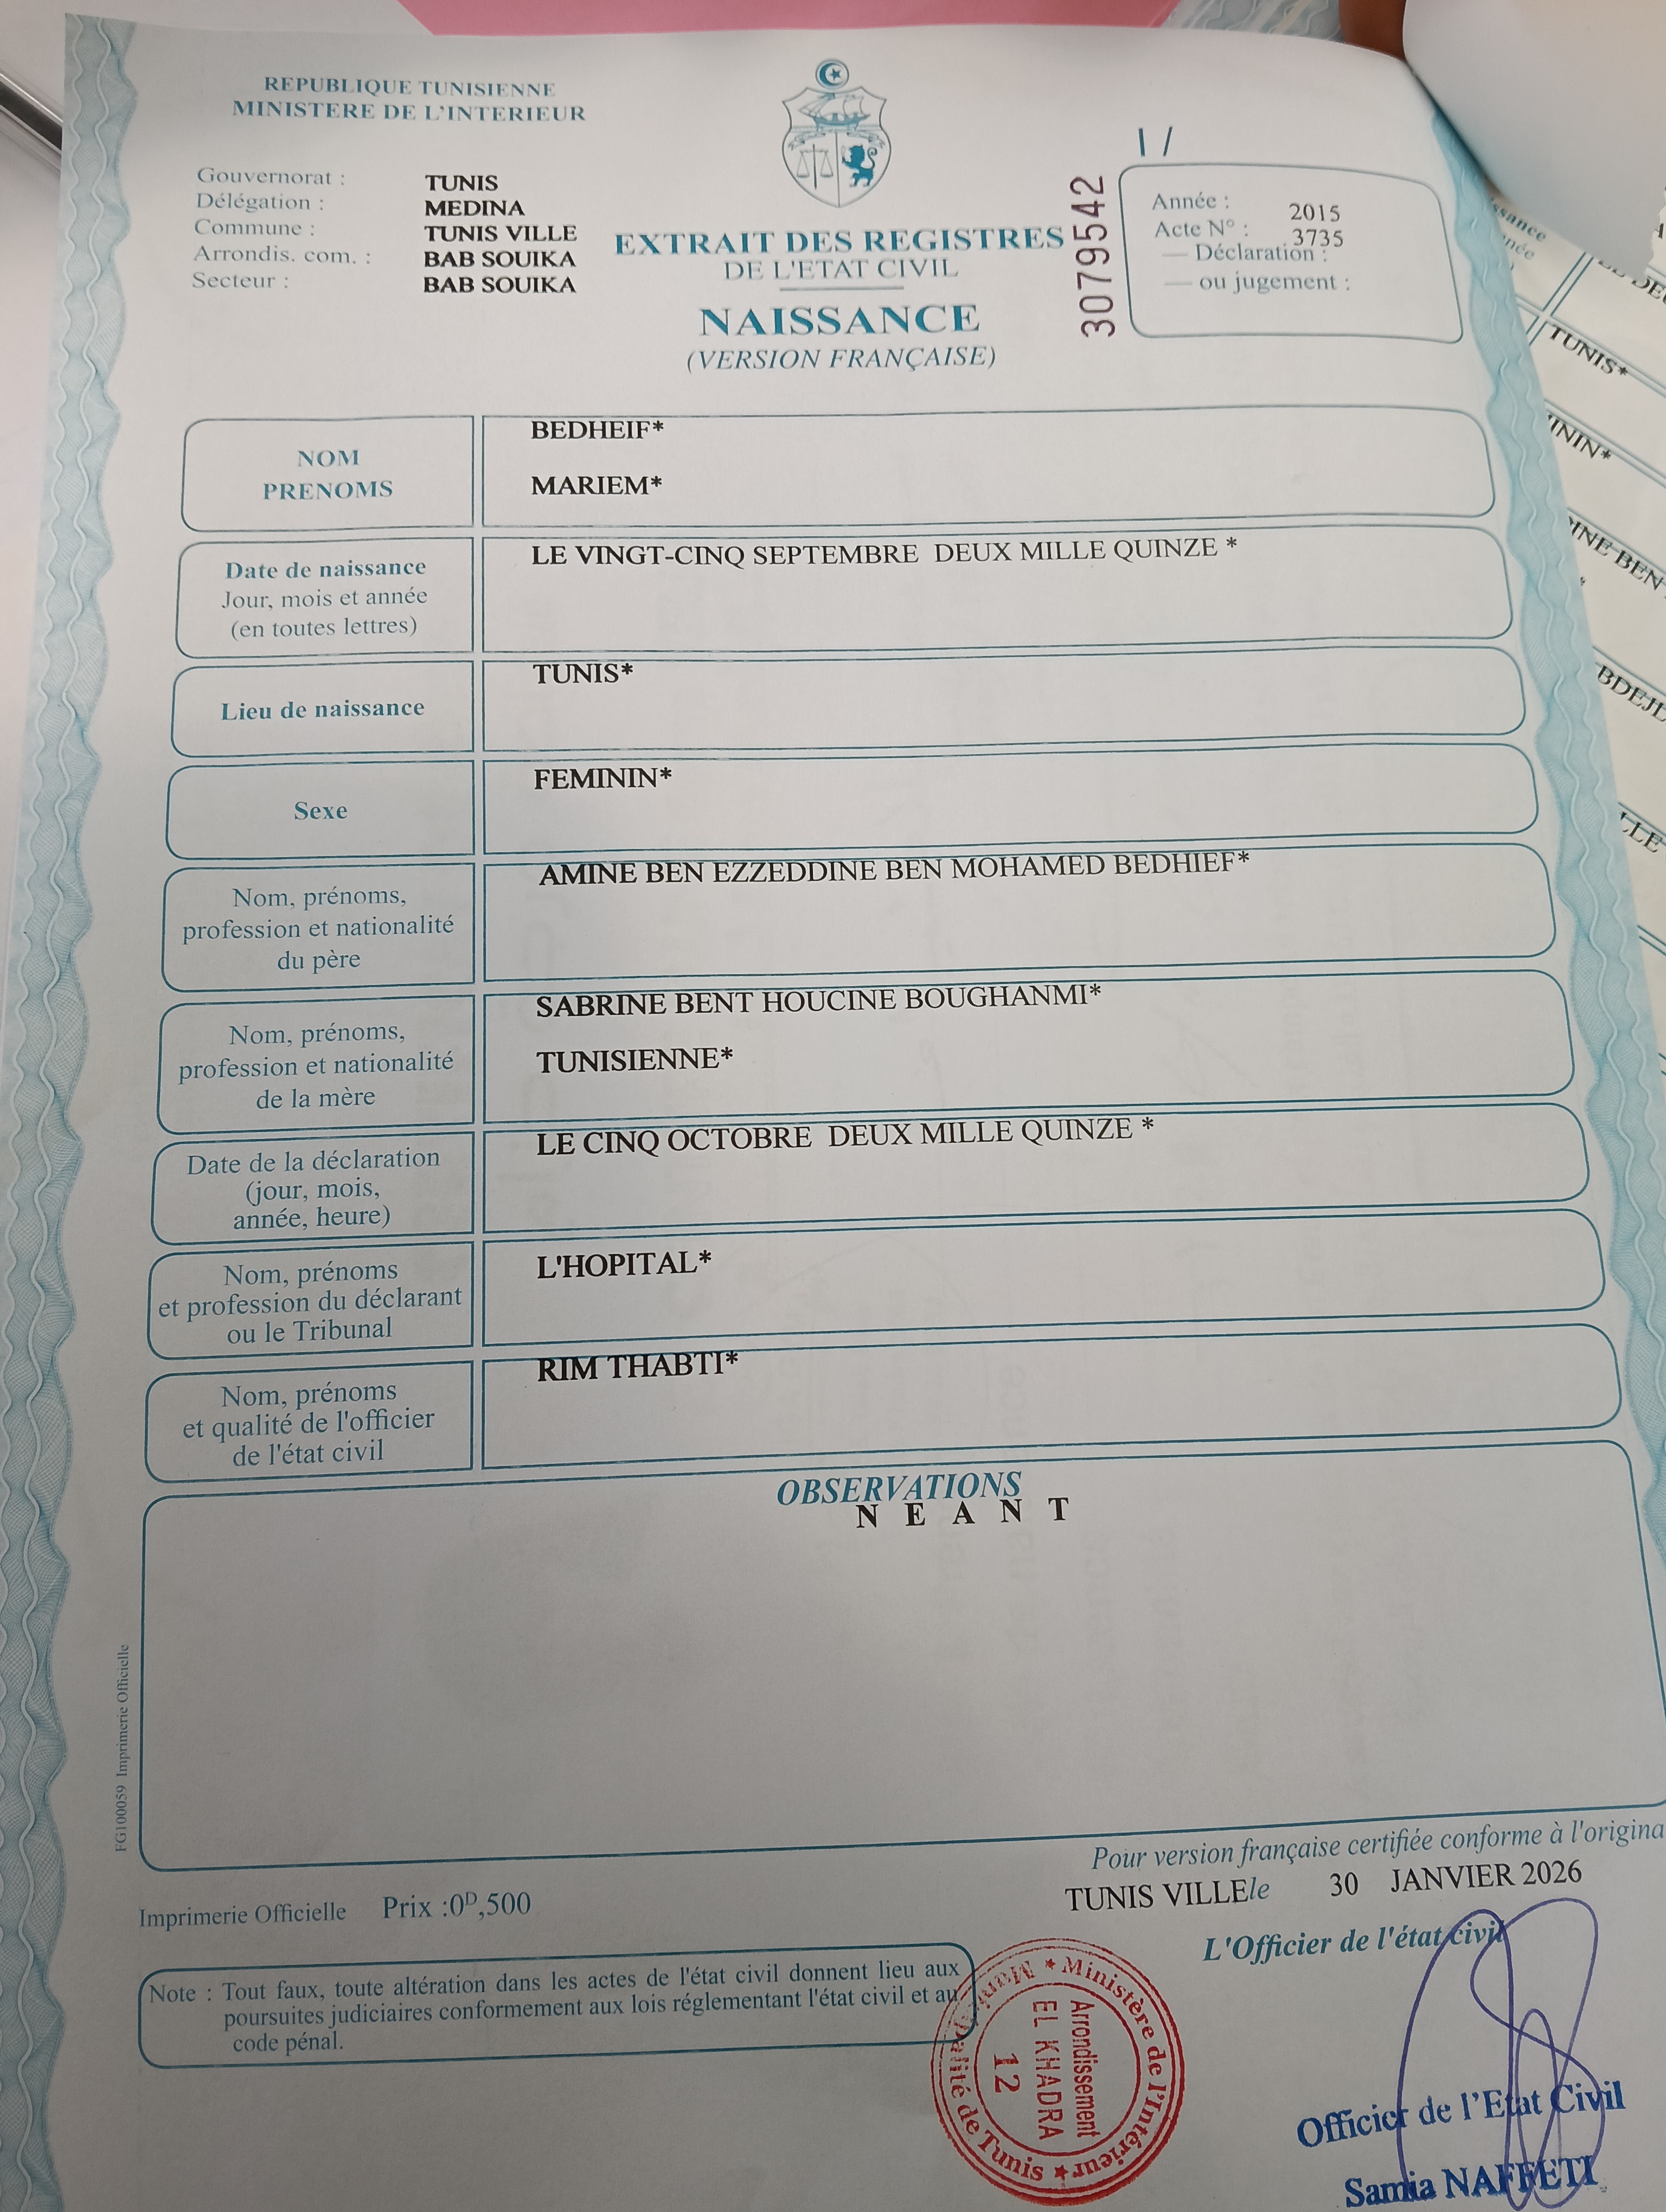 REPUBLIQUE TUNISIENNE
MINISTERE DE L'INTERIEUR
Gouvernorat : TUNIS
Délégation : MEDINA
Commune : TUNIS VILLE
Arrondis. com. : BAB SOUIKA
Secteur : BAB SOUIKA
EXTRAIT DES REGISTRES
DE L'ETAT CIVIL
NAISSANCE
(VERSION FRANÇAISE)
3079542
1 /
Année : 2015
Acte N° : 3735
— Déclaration :
— ou jugement :
NOM
PRENOMS
BEDHEIF*
MARIEM*
Date de naissance
Jour, mois et année
(en toutes lettres)
LE VINGT-CINQ SEPTEMBRE DEUX MILLE QUINZE *
Lieu de naissance
TUNIS*
Sexe
FEMININ*
Nom, prénoms,
profession et nationalité
du père
AMINE BEN EZZEDDINE BEN MOHAMED BEDHIEF*
Nom, prénoms,
profession et nationalité
de la mère
SABRINE BENT HOUCINE BOUGHANMI*
TUNISIENNE*
Date de la déclaration
(jour, mois,
année, heure)
LE CINQ OCTOBRE DEUX MILLE QUINZE *
Nom, prénoms
et profession du déclarant
ou le Tribunal
L'HOPITAL*
Nom, prénoms
et qualité de l'officier
de l'état civil
RIM THABTI*
OBSERVATIONS
N E A N T
FG100059 Imprimerie Officielle
Pour version française certifiée conforme à l'origina
TUNIS VILLE le 30 JANVIER 2026
Imprimerie Officielle Prix :0D,500
L'Officier de l'état civil
Note : Tout faux, toute altération dans les actes de l'état civil donnent lieu aux
poursuites judiciaires conformement aux lois réglementant l'état civil et au
code pénal.
Ministère de l'Intérieur
de Tunis
Arrondissement
EL KHADRA
12
Officier de l'Etat Civil
Samia NAFFETI
TUNIS*